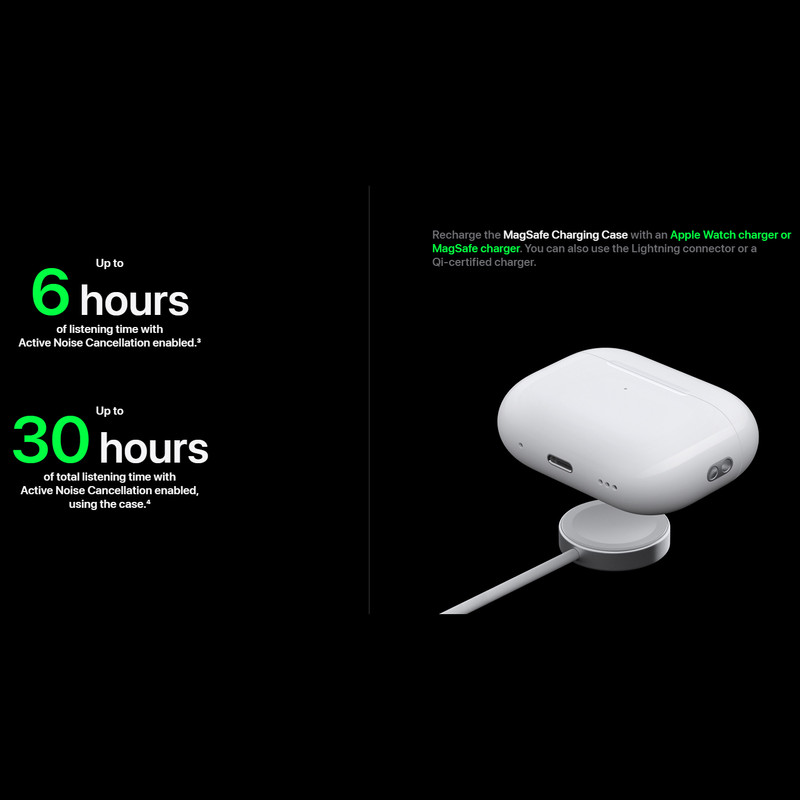 Up to
6 hours
of listening time with
Active Noise Cancellation enabled.³
Up to
30 hours
of total listening time with
Active Noise Cancellation enabled,
using the case.⁴
Recharge the MagSafe Charging Case with an Apple Watch charger or
MagSafe charger. You can also use the Lightning connector or a
Qi-certified charger.